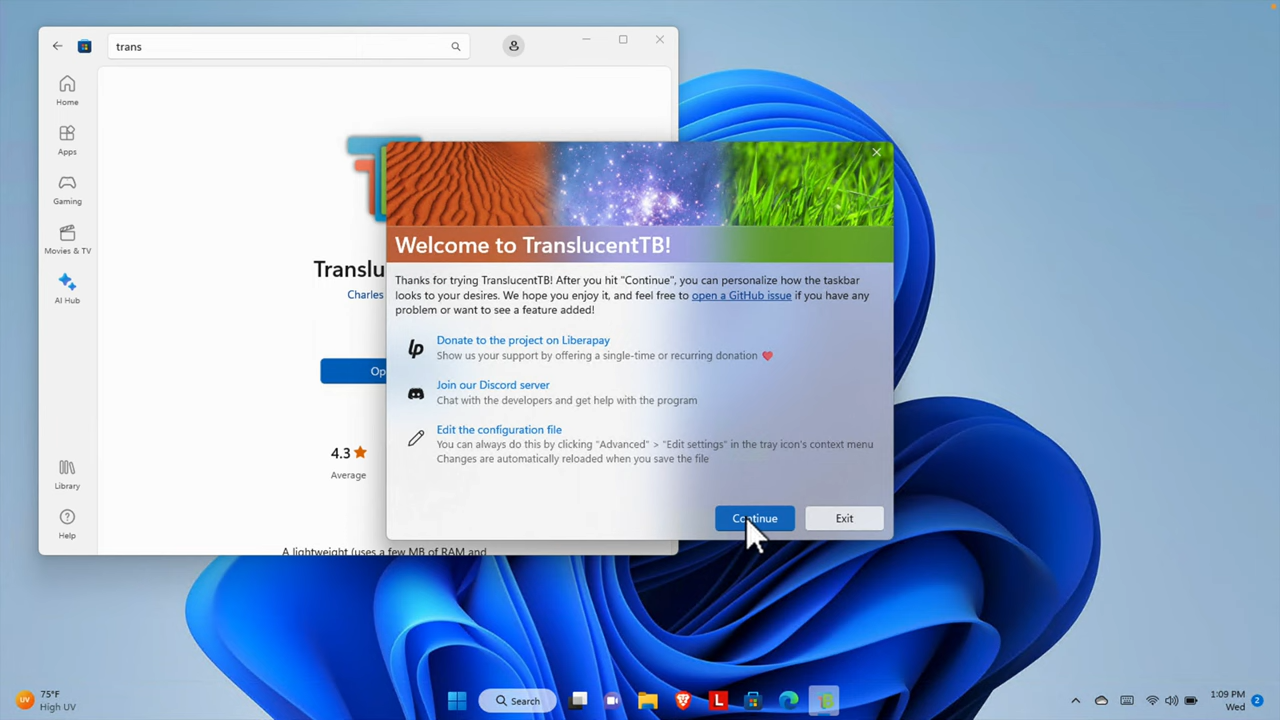 trans
Home
Apps
Gaming
Movies & TV
AI Hub
Library
Help
Translu
Charles
Op
4.3
Average
A lightweight (uses a few MB of RAM and
Welcome to TranslucentTB!
Thanks for trying TranslucentTB! After you hit "Continue", you can personalize how the taskbar
looks to your desires. We hope you enjoy it, and feel free to open a GitHub issue if you have any
problem or want to see a feature added!
Donate to the project on Liberapay
Show us your support by offering a single-time or recurring donation ❤️
Join our Discord server
Chat with the developers and get help with the program
Edit the configuration file
You can always do this by clicking "Advanced" > "Edit settings" in the tray icon's context menu
Changes are automatically reloaded when you save the file
Continue
Exit
UV
75°F
High UV
Search
L
1:09 PM
Wed
2